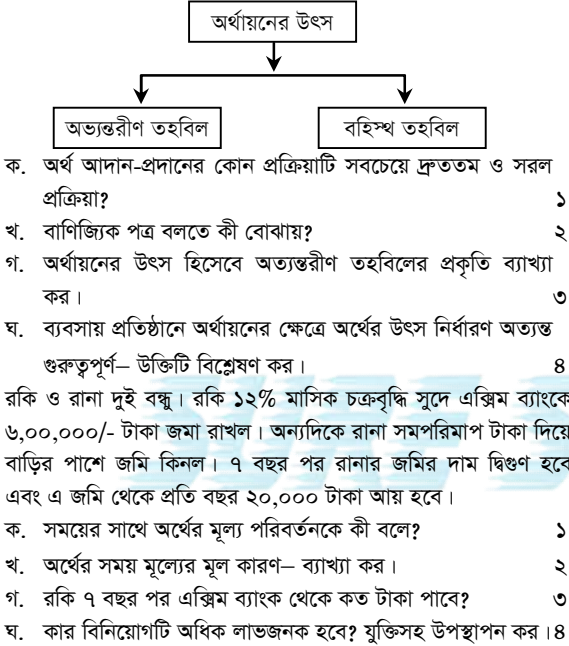 অর্থায়নের উৎস
অভ্যন্তরীণ তহবিল
বহিস্থ তহবিল
ক. অর্থ আদান-প্রদানের কোন প্রক্রিয়াটি সবচেয়ে দ্রুততম ও সরল
প্রক্রিয়া? ১
খ. বাণিজ্যিক পত্র বলতে কী বোঝায়? ২
গ. অর্থায়নের উৎস হিসেবে অভ্যন্তরীণ তহবিলের প্রকৃতি ব্যাখ্যা
কর। ৩
ঘ. ব্যবসায় প্রতিষ্ঠানে অর্থায়নের ক্ষেত্রে অর্থের উৎস নির্ধারণ অত্যন্ত
গুরুত্বপূর্ণ– উক্তিটি বিশ্লেষণ কর। ৪
রকি ও রানা দুই বন্ধু। রকি ১২% মাসিক চক্রবৃদ্ধি সুদে এক্সিম ব্যাংকে
৬,০০,০০০/- টাকা জমা রাখল। অন্যদিকে রানা সমপরিমাপ টাকা দিয়ে
বাড়ির পাশে জমি কিনল। ৭ বছর পর রানার জমির দাম দ্বিগুণ হবে
এবং এ জমি থেকে প্রতি বছর ২০,০০০ টাকা আয় হবে।
ক. সময়ের সাথে অর্থের মূল্য পরিবর্তনকে কী বলে? ১
খ. অর্থের সময় মূল্যের মূল কারণ– ব্যাখ্যা কর। ২
গ. রকি ৭ বছর পর এক্সিম ব্যাংক থেকে কত টাকা পাবে? ৩
ঘ. কার বিনিয়োগটি অধিক লাভজনক হবে? যুক্তিসহ উপস্থাপন কর।৪